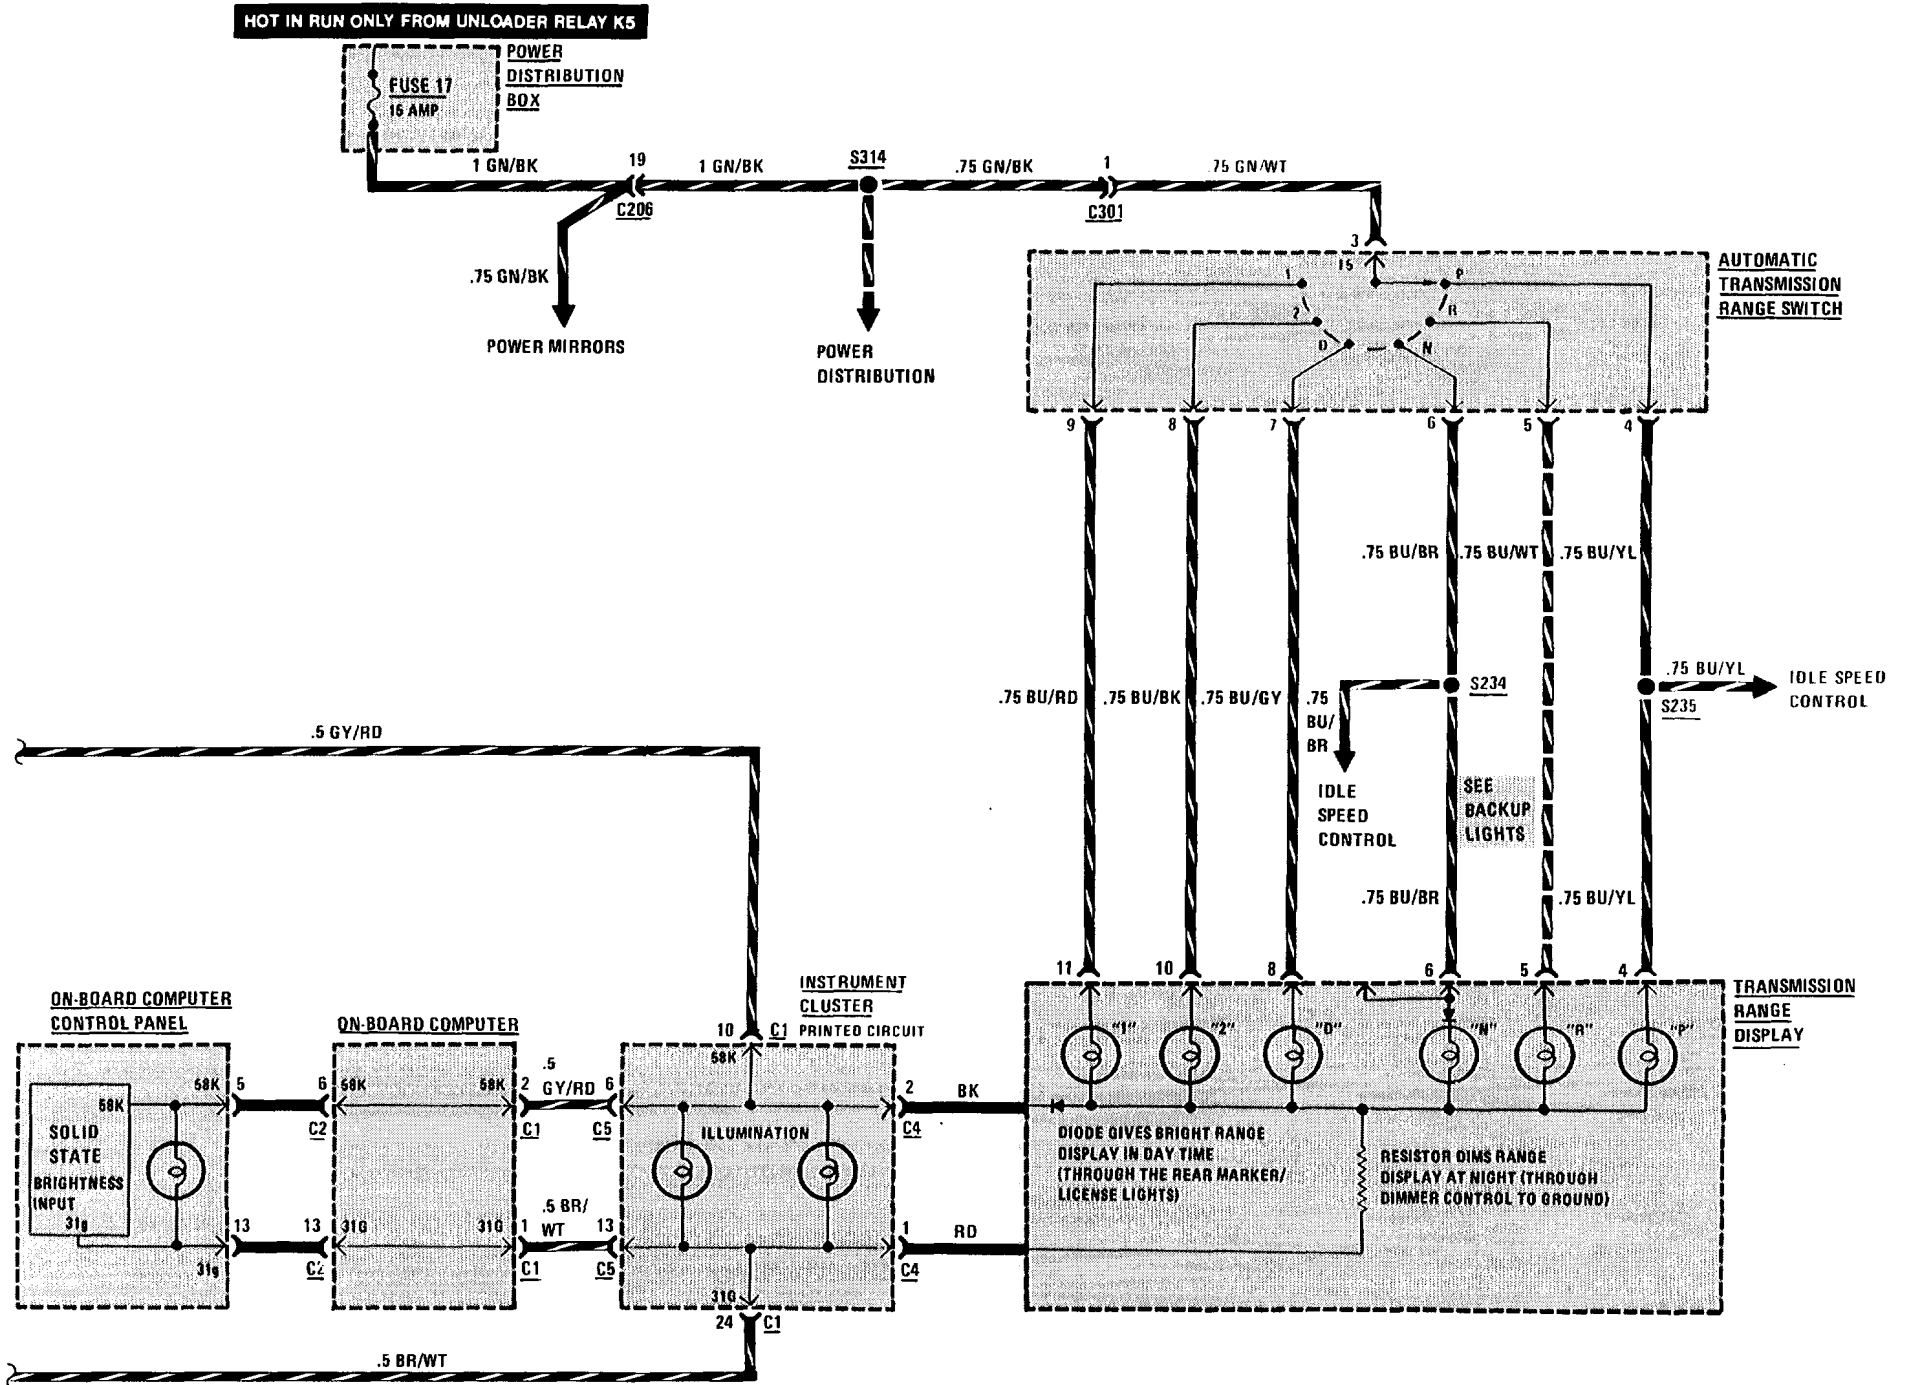 HOT IN RUN ONLY FROM UNLOADER RELAY K5
POWER
DISTRIBUTION
BOX
FUSE 17
15 AMP
1 GN/BK
19
C206
1 GN/BK
S314
.75 GN/BK
1
C301
.75 GN/WT
.75 GN/BK
POWER MIRRORS
POWER
DISTRIBUTION
3
15
AUTOMATIC
TRANSMISSION
RANGE SWITCH
1
2
D
N
R
P
9
8
7
6
5
4
.75 BU/BR
.75 BU/WT
.75 BU/YL
.75 BU/RD
.75 BU/BK
.75 BU/GY
.75
BU/
BR
S234
S235
.75 BU/YL
IDLE SPEED
CONTROL
IDLE
SPEED
CONTROL
SEE
BACKUP
LIGHTS
.75 BU/BR
.75 BU/YL
.5 GY/RD
11
10
8
6
5
4
TRANSMISSION
RANGE
DISPLAY
"1"
"2"
"D"
"N"
"R"
"P"
DIODE GIVES BRIGHT RANGE
DISPLAY IN DAY TIME
(THROUGH THE REAR MARKER/
LICENSE LIGHTS)
RESISTOR DIMS RANGE
DISPLAY AT NIGHT (THROUGH
DIMMER CONTROL TO GROUND)
ON-BOARD COMPUTER
CONTROL PANEL
58K
58K
SOLID
STATE
BRIGHTNESS
INPUT
31g
31g
5
6
C2
13
13
C2
ON-BOARD COMPUTER
58K
58K
31G
31G
2
C1
.5
GY/RD
6
C5
1
C1
.5 BR/
WT
13
C5
INSTRUMENT
CLUSTER
PRINTED CIRCUIT
10
C1
58K
ILLUMINATION
31G
24
C1
2
C4
BK
1
C4
RD
.5 BR/WT